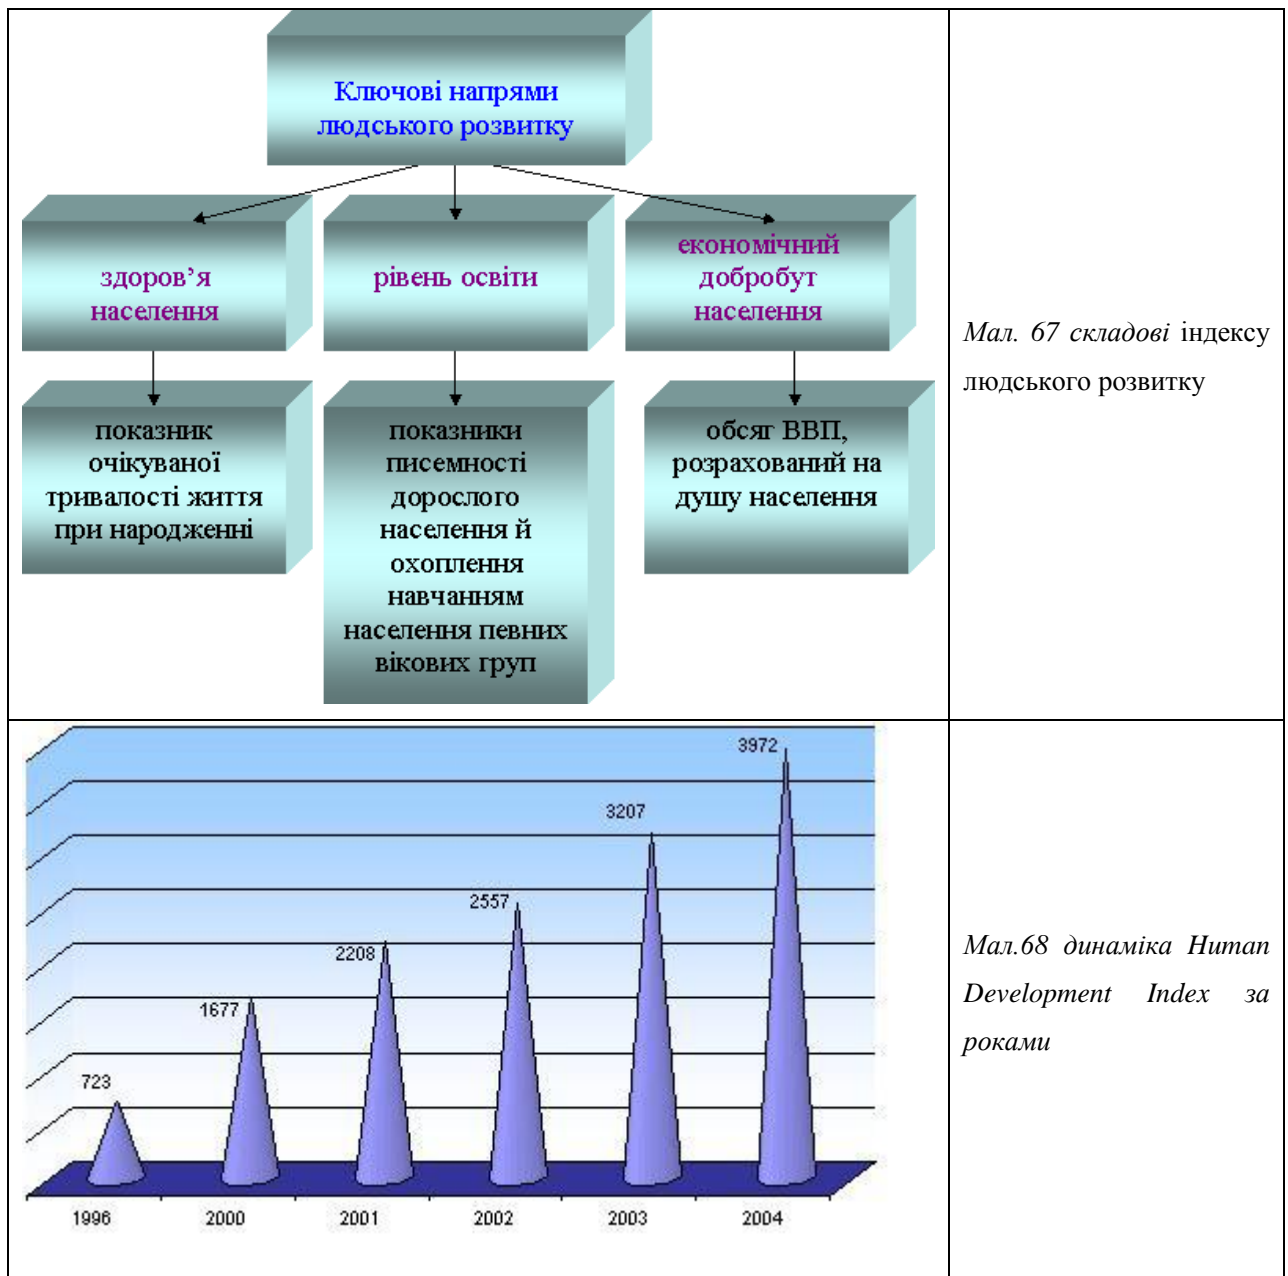 Ключові напрями
людського розвитку
здоров’я
населення
рівень освіти
економічний
добробут
населення
показник
очікуваної
тривалості життя
при народженні
показники
писемності
дорослого
населення й
охоплення
навчанням
населення певних
вікових груп
обсяг ВВП,
розрахований на
душу населення
Мал. 67 складові індексу
людського розвитку
723
1677
2208
2557
3207
3972
1996
2000
2001
2002
2003
2004
Мал.68 динаміка Human
Development Index за
роками